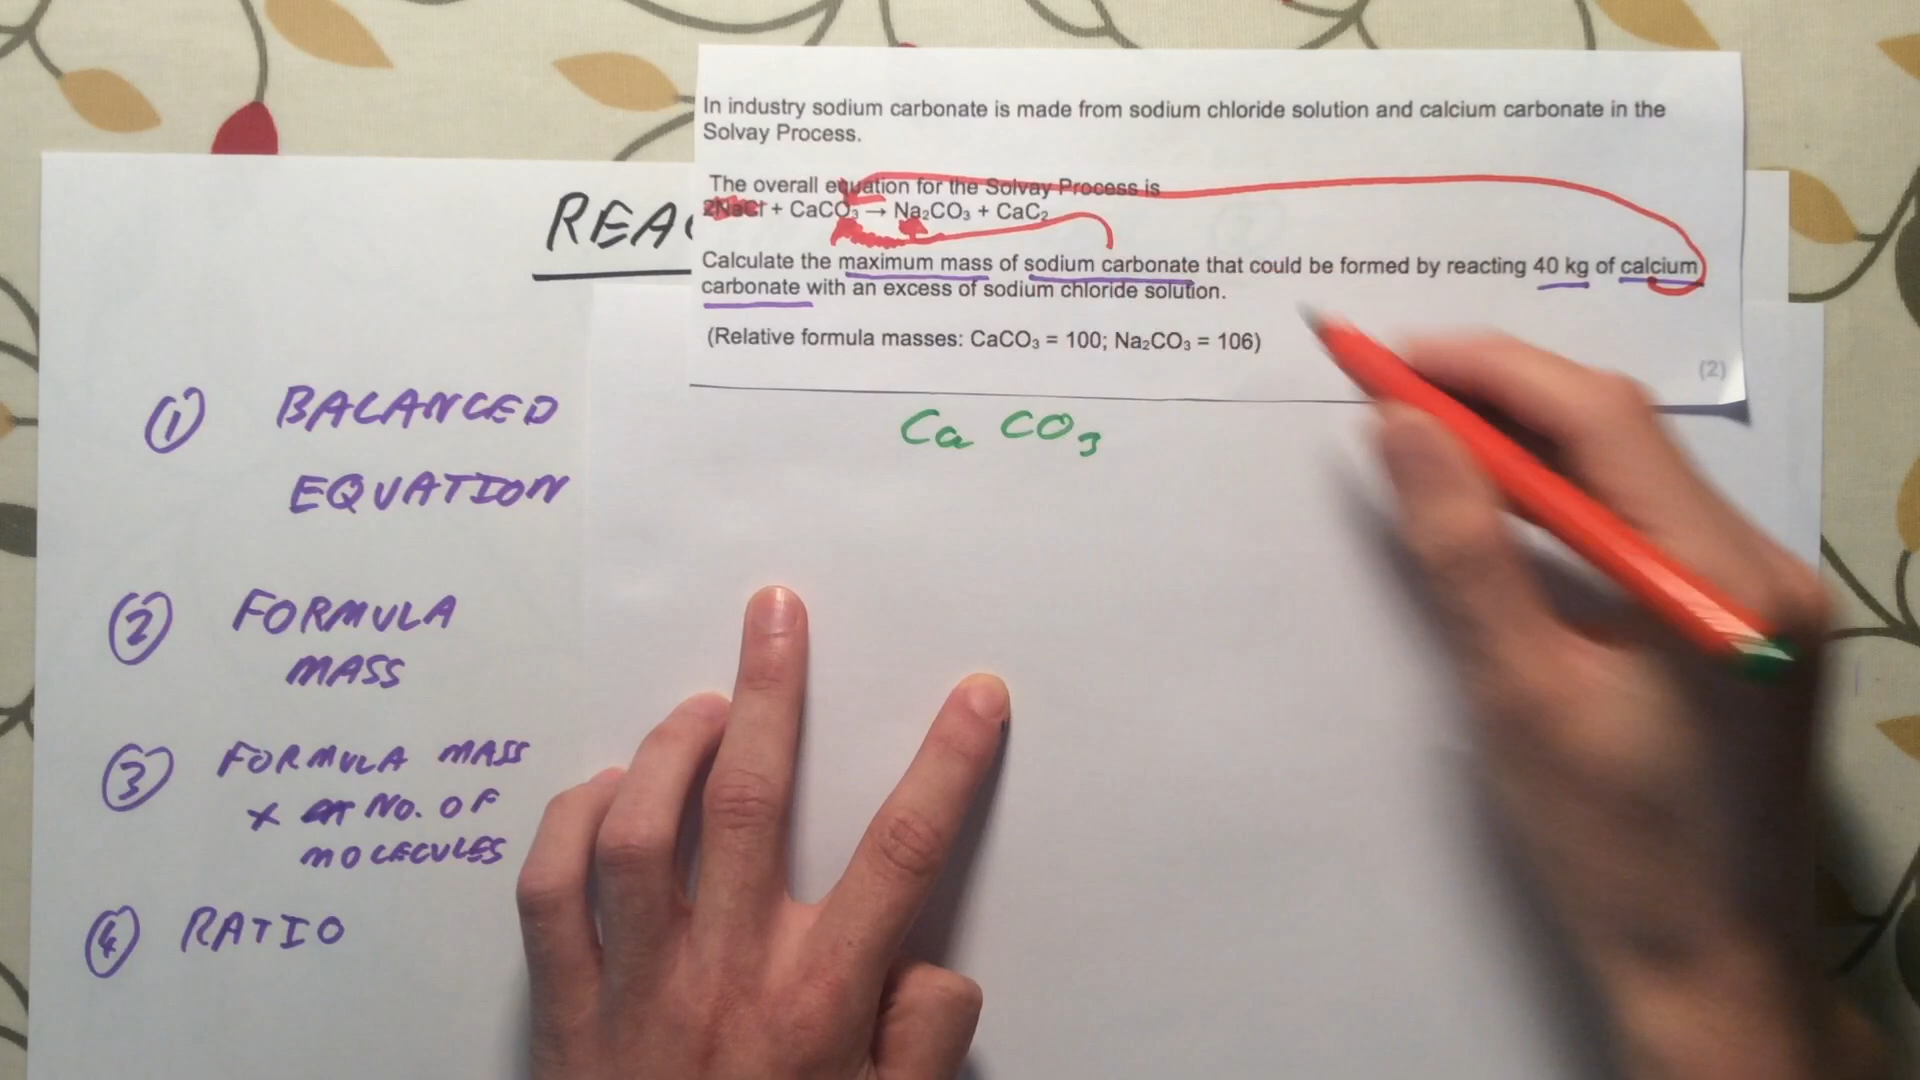 In industry sodium carbonate is made from sodium chloride solution and calcium carbonate in the
Solvay Process.
The overall equation for the Solvay Process is
2NaCl + CaCO₃ → Na₂CO₃ + CaC₂
Calculate the maximum mass of sodium carbonate that could be formed by reacting 40 kg of calcium
carbonate with an excess of sodium chloride solution.
(Relative formula masses: CaCO₃ = 100; Na₂CO₃ = 106)
(2)
REA
Ca CO₃
① BALANCED
EQUATION
② FORMULA
MASS
③ FORMULA MASS
x NO. OF
MOLECULES
④ RATIO